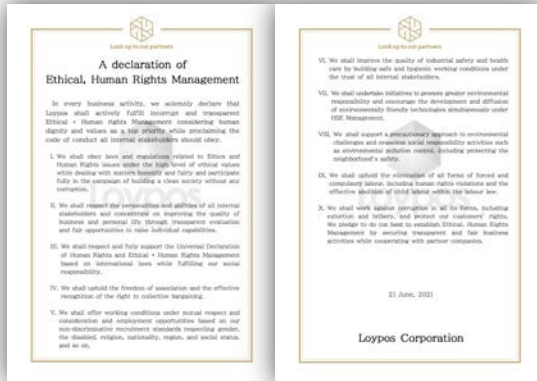 Look up to our partners
A declaration of
Ethical, Human Rights Management
In every business activity, we solemnly declare that
Loypos shall actively fulfill incorrupt and transparent
Ethical • Human rights Management considering human
dignity and values as a top priority while proclaiming the
code of conduct all internal stakeholders should obey.
I. We shall obey laws and regulations related to Ethics and
Human Rights issues under the high level of ethical values
while dealing with matters honestly and fairly and participate
fully in the campaign of building a clean society without any
corruption.
II. We shall respect the personalities and abilities of all internal
stakeholders and concentrate on improving the quality of
business and personal life through transparent evaluation
and fair opportunities to raise individual capabilities.
III. We shall respect and fully support the Universal Declaration
of Human Rights and Ethical • Human Rights Management
based on international laws while fulfilling our social
responsibility.
IV. We shall uphold the freedom of association and the effective
recognition of the right to collective bargaining.
V. We shall offer working conditions under mutual respect and
consideration and employment opportunities based on our
non-discriminative recruitment standards respecting gender,
the disabled, religion, nationality, region, and social status,
and so on.
Look up to our partners
VI. We shall improve the quality of industrial safety and health
care by building safe and hygienic working conditions under
the trust of all internal stakeholders.
VII. We shall undertake initiatives to promote greater environmental
responsibility and encourage the development and diffusion
of environmentally friendly technologies simultaneously under
HSE Management.
VIII. We shall support a precautionary approach to environmental
challenges and ceaseless social responsibility activities such
as environmental pollution control, including protecting the
neighborhood's safety.
IX. We shall uphold the elimination of all forms of forced and
compulsory labour, including human rights violations and the
effective abolition of child labour within the labour law.
X. We shall work against corruption in all its forms, including
extortion and bribery, and protect our customers' rights,
We pledge to do our best to establish Ethical, Human Rights
Management by securing transparent and fair business
activities while cooperating with partner companies.
21 June, 2021
Loypos Corporation